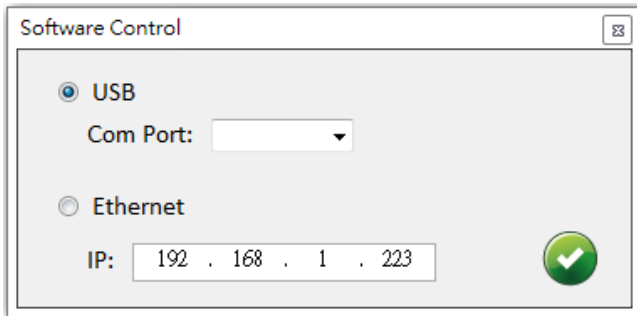 Software Control
USB
Com Port:
Ethernet
IP: 192 . 168 . 1 . 223